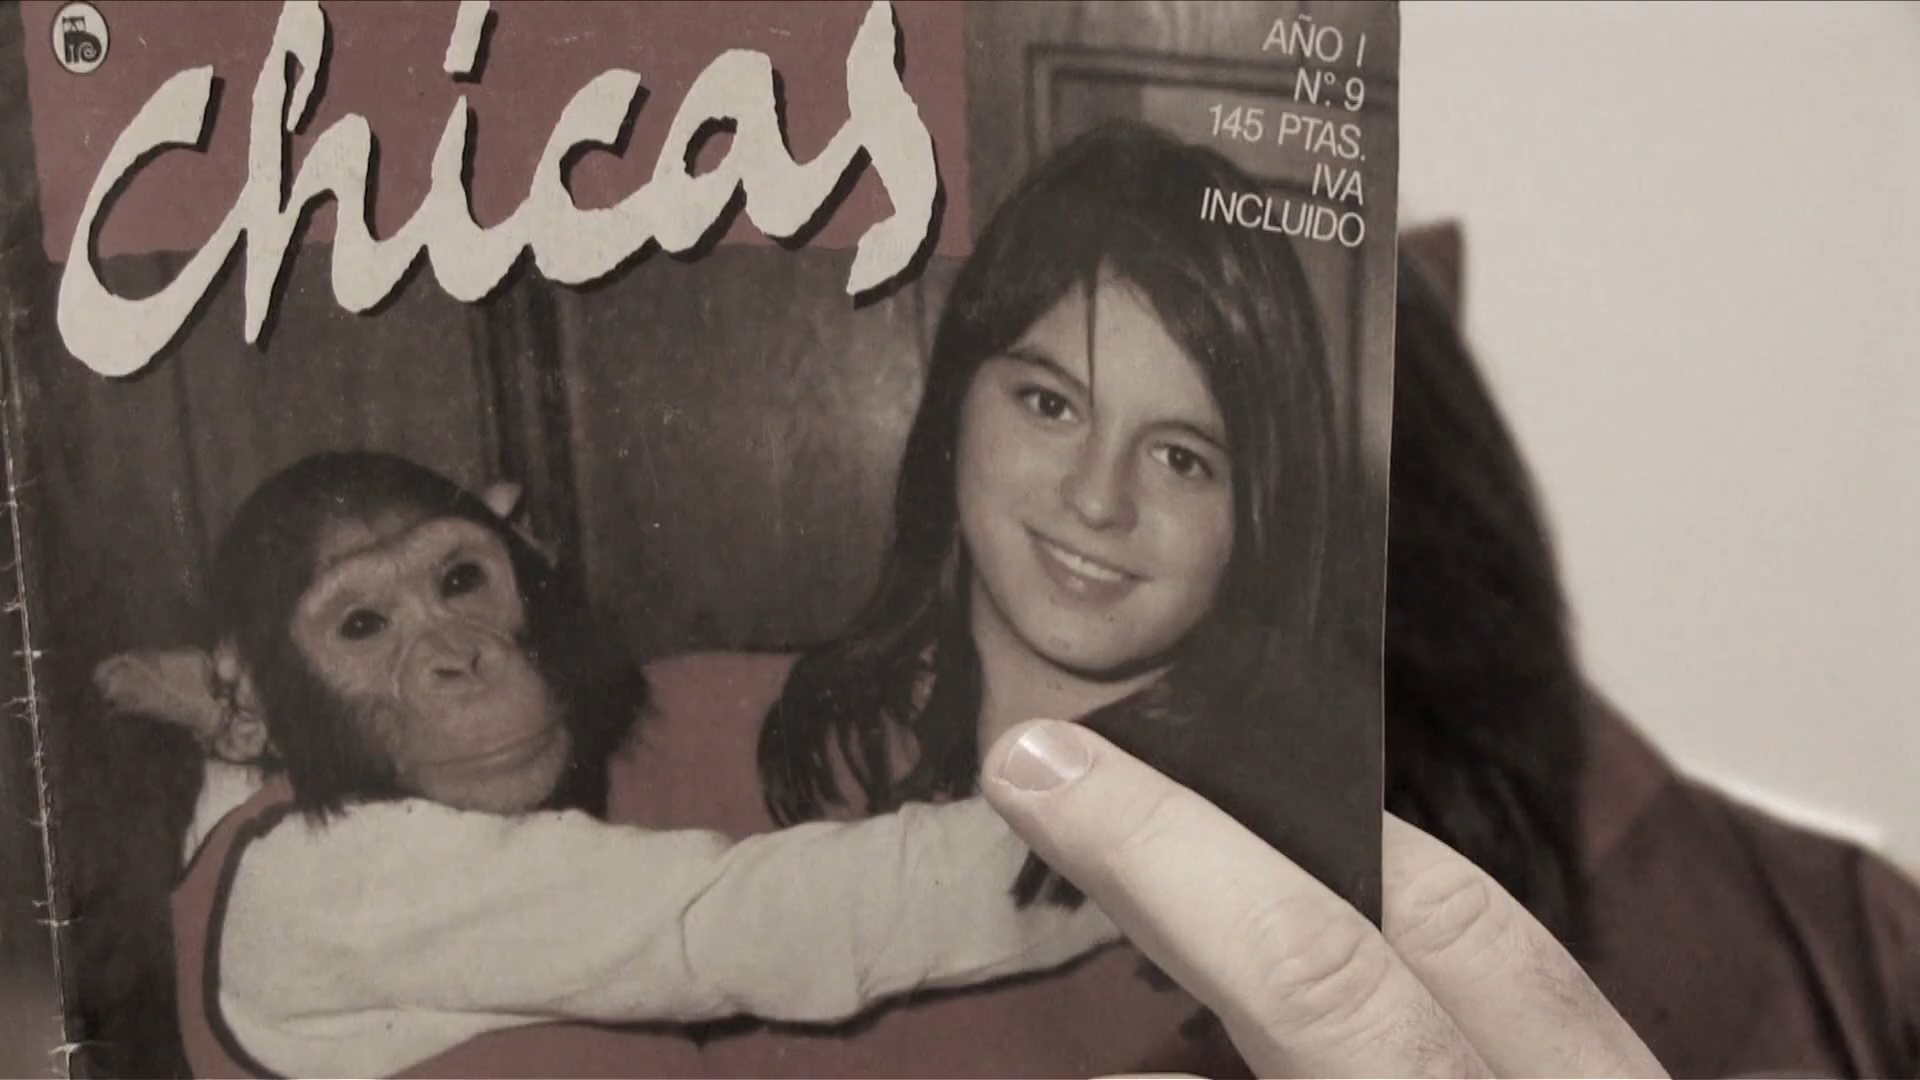 chicas
AÑO I
N.º 9
145 PTAS.
IVA
INCLUIDO